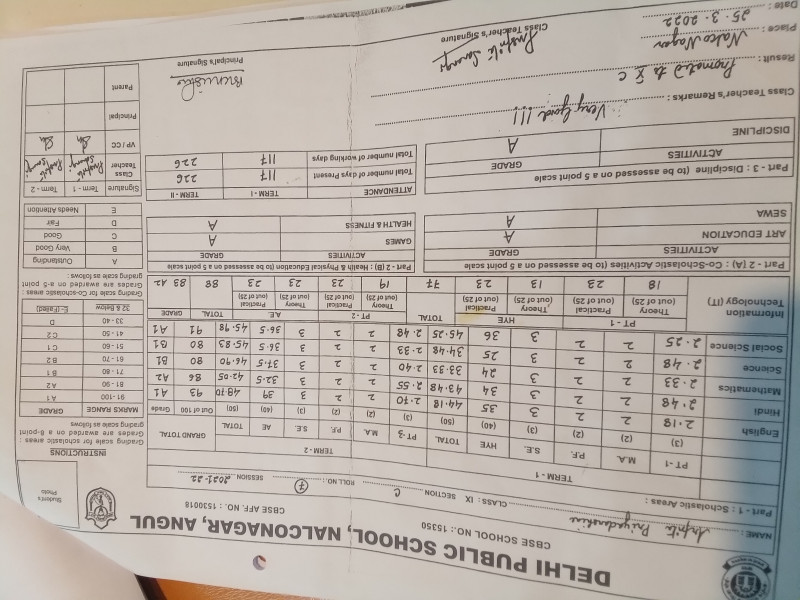 DELHI PUBLIC SCHOOL, NALCONAGAR, ANGUL
CBSE SCHOOL NO.: 15350 CBSE AFF. NO. : 1530018
NAME : Arpita Priyadarshini
CLASS : IX SECTION C ROLL NO.: 7 SESSION 2021-22
Student's Photo
Part - 1 : Scholastic Areas :
TERM - 1 TERM - 2 GRAND TOTAL
PT -1 M.A. P.F. S.E. HYE TOTAL PT-3 M.A. P.F. S.E. AE TOTAL
(3) (2) (2) (3) (40) (50) (3) (2) (2) (3) (40) (50) Out of 100 Grade
English 2.18 2 2 3 35 44.18 2 2 3 39 93 A1
Hindi 2.48 2 2 3 34 43.48 2.55 2 2 3 32.5 42.05 86 A2
Mathematics 2.33 2 2 3 24 33.33 2.40 2 2 3 37.5 46.90 80 B1
Science 2.48 2 2 3 25 34.48 2.33 2 2 3 36.5 45.83 80 B1
Social Science 2.25 2 2 3 36 45.25 2.48 2 2 3 36.5 45.98 91 A1
Information Technology (IT)
PT - 1 HYE TOTAL PT - 2 A.E. TOTAL GRADE
Theory (out of 25) Practical (out of 25) Theory (out of 25) Practical (out of 25) Theory (out of 25) Practical (out of 25) Theory (out of 25) Practical (out of 25)
18 23 13 23 77 19 23 23 23 88 83 A2
INSTRUCTIONS
Grading scale for scholastic areas :
Grades are awarded on a 8-point
grading scale as follows
MARKS RANGE GRADE
91-100 A1
81 - 90 A2
71 - 80 B1
61 - 70 B2
51 - 60 C1
41 - 50 C2
33 - 40 D
32 & Below E (Failed)
Grading scale for Co-scholastic areas :
Grades are awarded on a-5 point
grading scale as follows :
A Outstanding
B Very Good
C Good
D Fair
E Needs Attention
Part - 2 (A) : Co-Scholastic Activities (to be assessed on a 5 point scale
ACTIVITIES GRADE
ART EDUCATION A
SEWA
Part - 2 (B) : Health & Physical Education (to be assessed on a 5 point scale
ACTIVITIES GRADE
GAMES A
HEALTH & FITNESS A
Part - 3 : Discipline (to be assessed on a 5 point scale
ACTIVITIES GRADE
DISCIPLINE A
ATTENDANCE TERM - I TERM - II
Total number of days Present 117 226
Total number of working days 117 226
Signature Term - 1 Term - 2
Class Teacher
VP / CC
Principal
Parent
Class Teacher's Remarks : Very Good !!!
Result : Promoted to X C
Place : Nalco Nagar
Date : 25.3.2022
Class Teacher's Signature
Principal's Signature